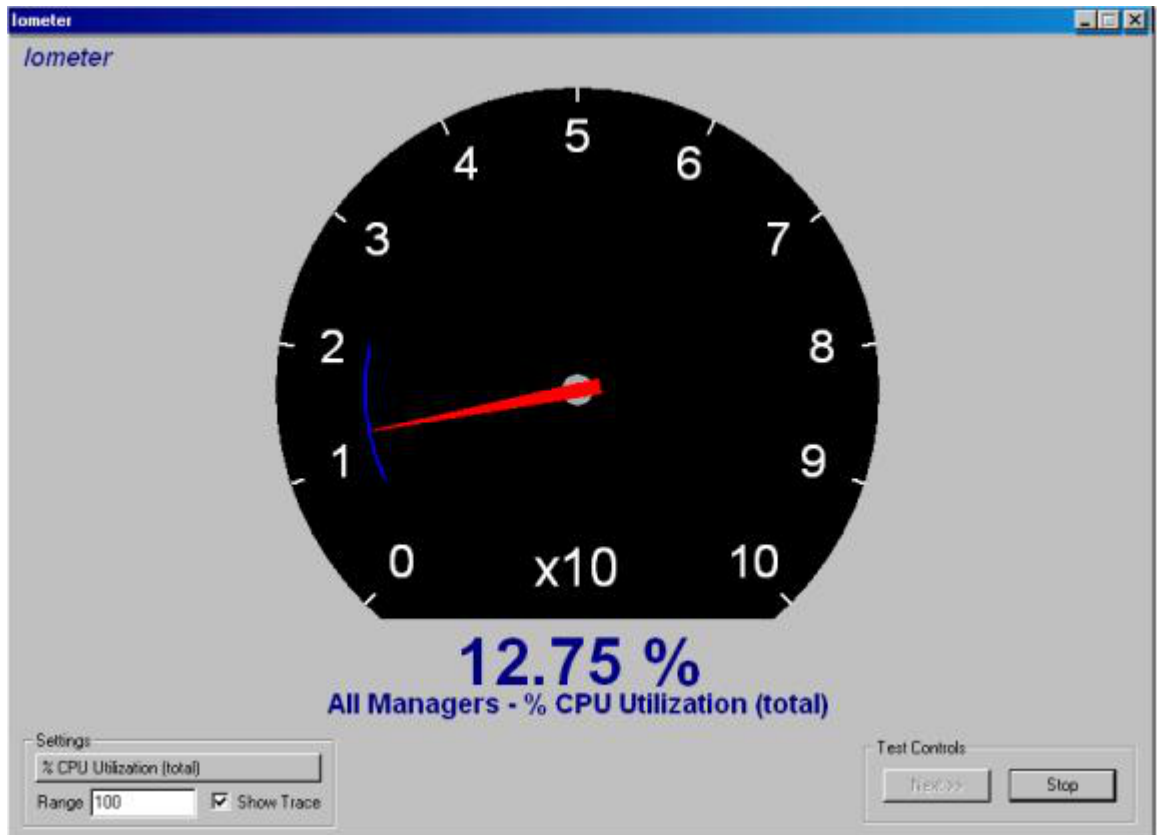 Iometer
Iometer
5
4
6
3
7
2
8
1
9
0
x10
10
12.75 %
All Managers - % CPU Utilization (total)
Settings
% CPU Utilization (total)
Range 100
Show Trace
Test Controls
Next >>
Stop